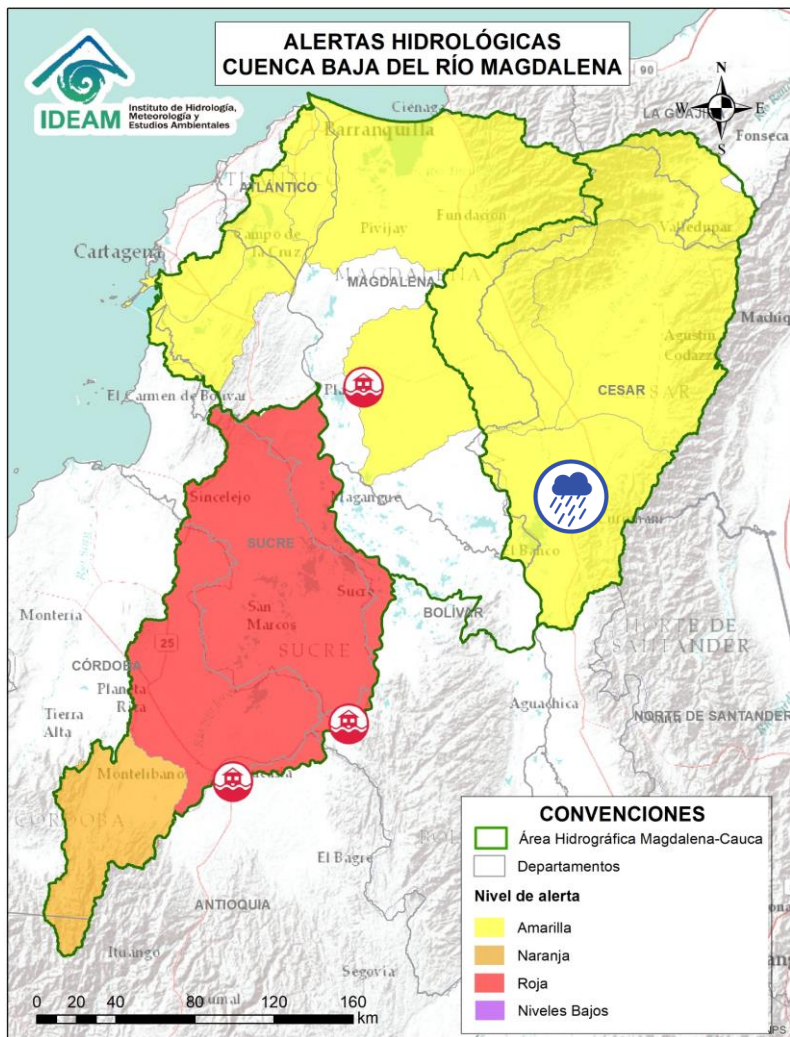 ALERTAS HIDROLÓGICAS
CUENCA BAJA DEL RÍO MAGDALENA
IDEAM
Instituto de Hidrología,
Meteorología y
Estudios Ambientales
N
W
E
S
90
Ciénaga
LA GUAJIRA
Fonseca
Barranquilla
ATLÁNTICO
Fundación
Pivijay
Valledupar
Campo de
la Cruz
Cartagena
MAGDALENA
MAGDALENA
Agustín
Codazzi
CESAR
El Carmen de Bolívar
Sincelejo
Magangué
SUCRE
El Banco
Sucre
San
Marcos
BOLÍVAR
Montería
25
SUCRE
CÓRDOBA
NORTE DE
SANTANDER
Planeta
Rica
Aguachica
Tierra
Alta
NORTE DE SANTANDER
Montelíbano
CÓRDOBA
El Bagre
ANTIOQUIA
Ituango
Segovia
CONVENCIONES
Área Hidrográfica Magdalena-Cauca
Departamentos
Nivel de alerta
Amarilla
Naranja
Roja
Niveles Bajos
0 20 40 80 120 160
km